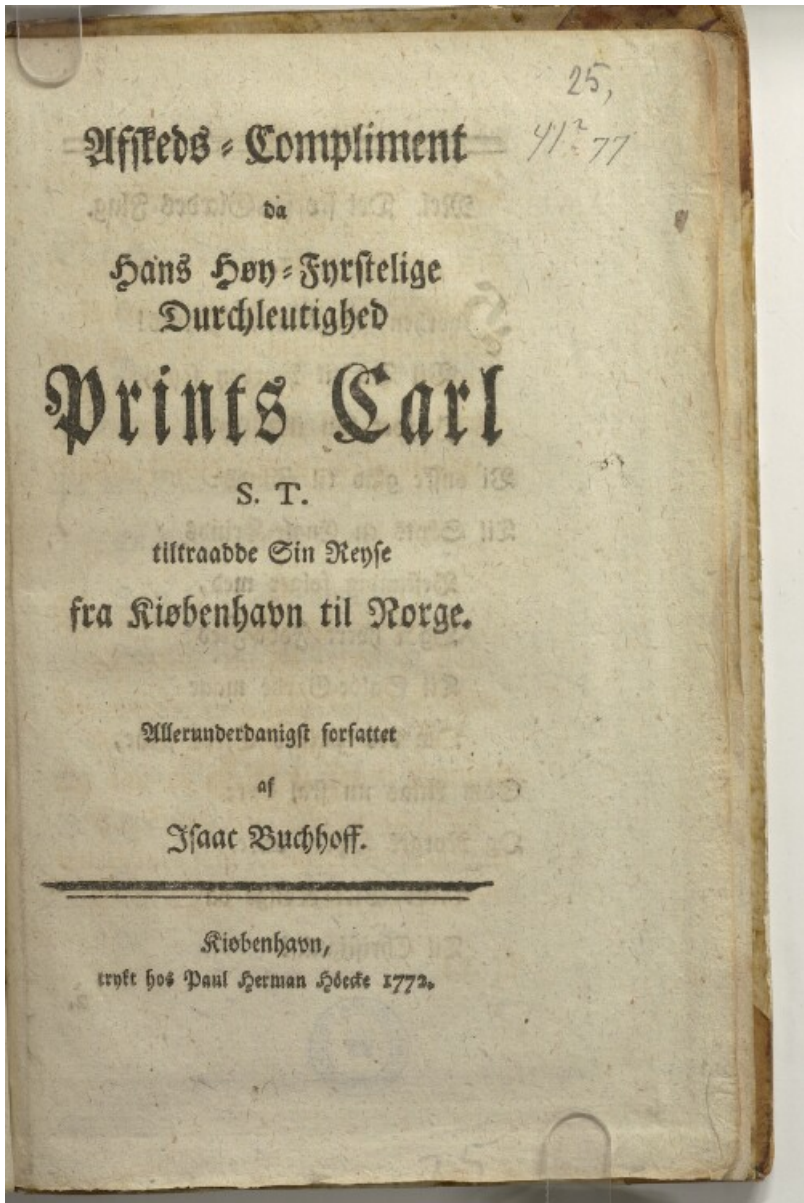 25,
41² 77
Afskeds-Compliment
da
Hans Høy-Fyrstelige
Durchleutighed
Prints Carl
S. T.
tiltraadde Sin Reyse
fra Kiøbenhavn til Norge.
Allerunderdanigst forfattet
af
Isaac Buchhoff.
Kiøbenhavn,
trykt hos Paul Herman Höecke 1772.